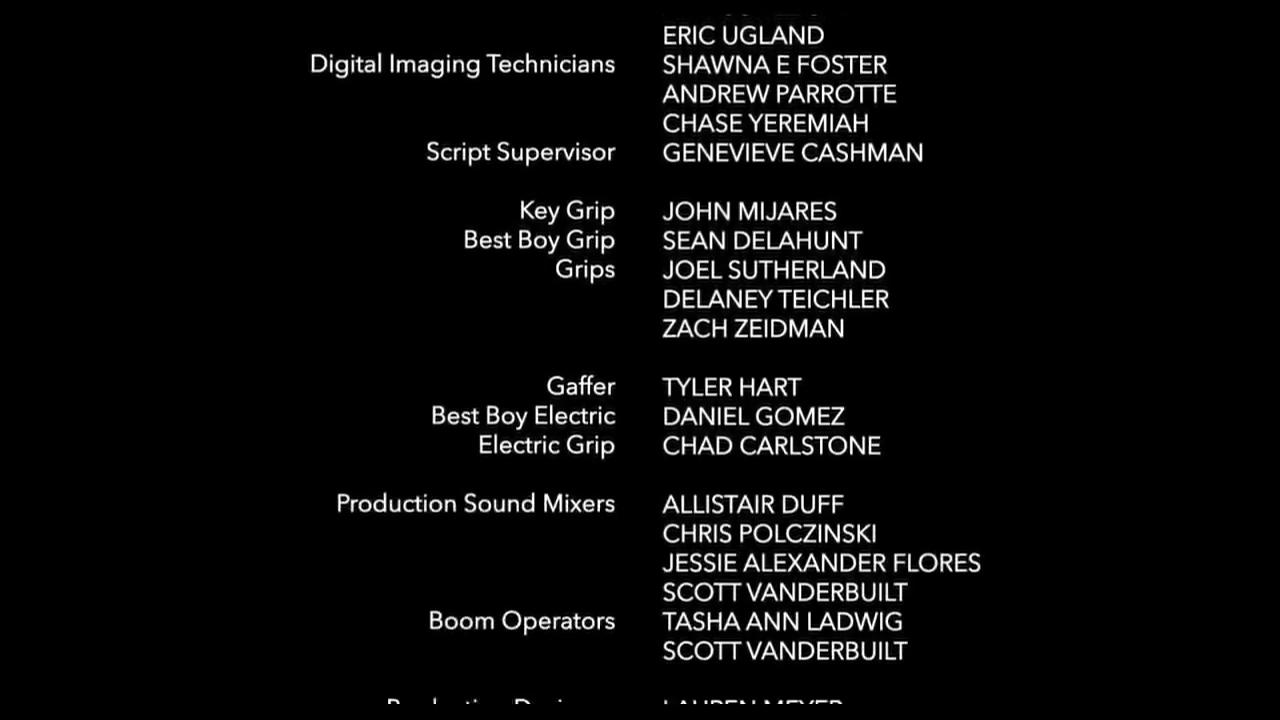 ERIC UGLAND
Digital Imaging Technicians SHAWNA E FOSTER
ANDREW PARROTTE
CHASE YEREMIAH
Script Supervisor GENEVIEVE CASHMAN
Key Grip JOHN MIJARES
Best Boy Grip SEAN DELAHUNT
Grips JOEL SUTHERLAND
DELANEY TEICHLER
ZACH ZEIDMAN
Gaffer TYLER HART
Best Boy Electric DANIEL GOMEZ
Electric Grip CHAD CARLSTONE
Production Sound Mixers ALLISTAIR DUFF
CHRIS POLCZINSKI
JESSIE ALEXANDER FLORES
SCOTT VANDERBUILT
Boom Operators TASHA ANN LADWIG
SCOTT VANDERBUILT